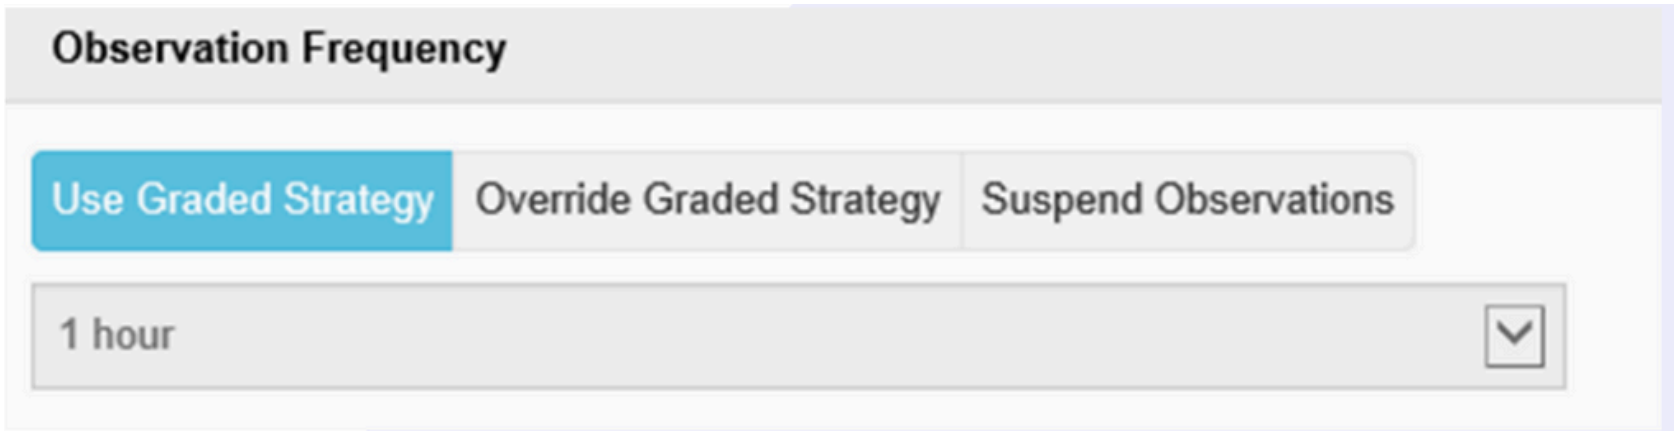 Observation Frequency
Use Graded Strategy Override Graded Strategy Suspend Observations
1 hour